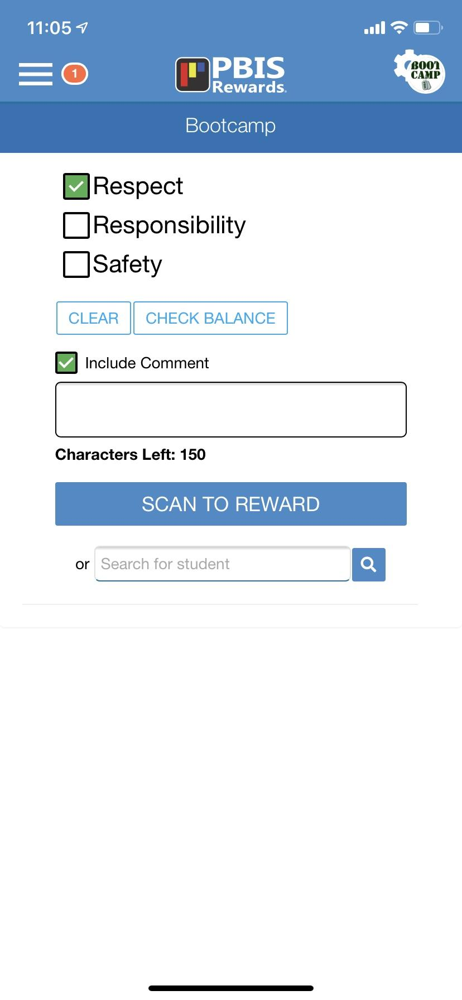 11:05
1
PBIS
Rewards.
BOOT
CAMP
Bootcamp
Respect
Responsibility
Safety
CLEAR CHECK BALANCE
Include Comment
Characters Left: 150
SCAN TO REWARD
or Search for student